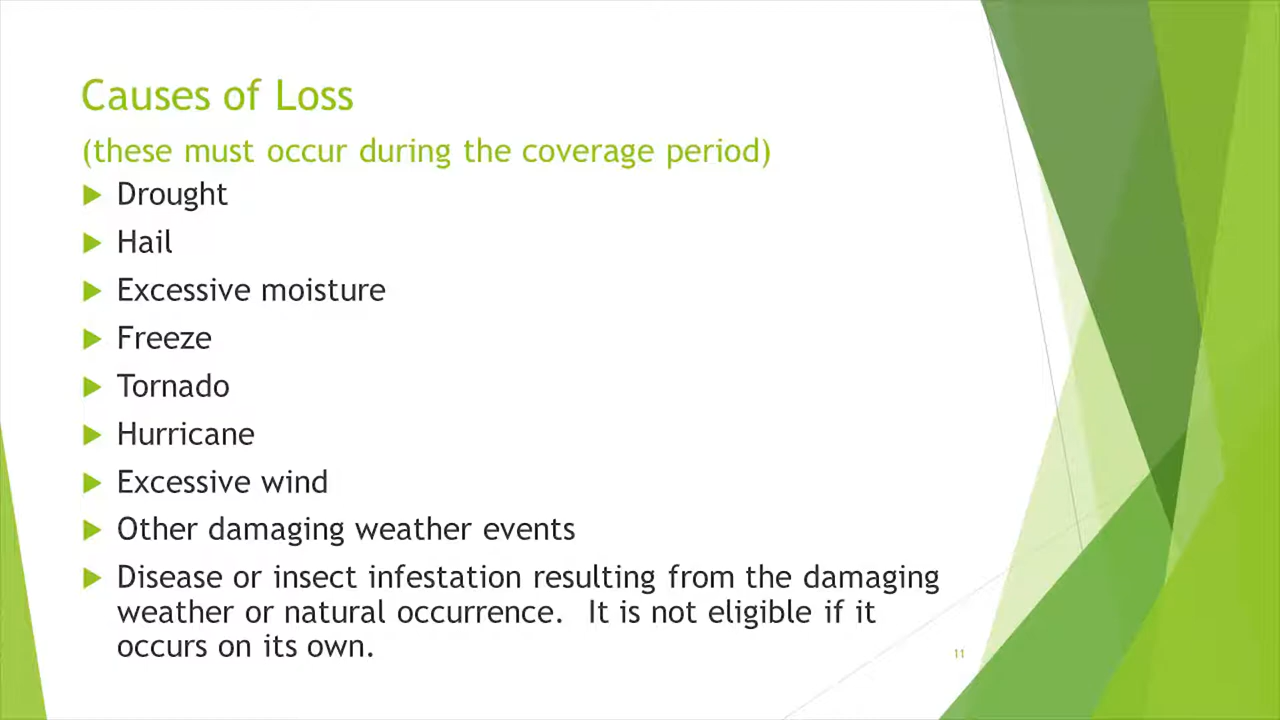 Causes of Loss
(these must occur during the coverage period)
Drought
Hail
Excessive moisture
Freeze
Tornado
Hurricane
Excessive wind
Other damaging weather events
Disease or insect infestation resulting from the damaging
weather or natural occurrence.  It is not eligible if it
occurs on its own.
11